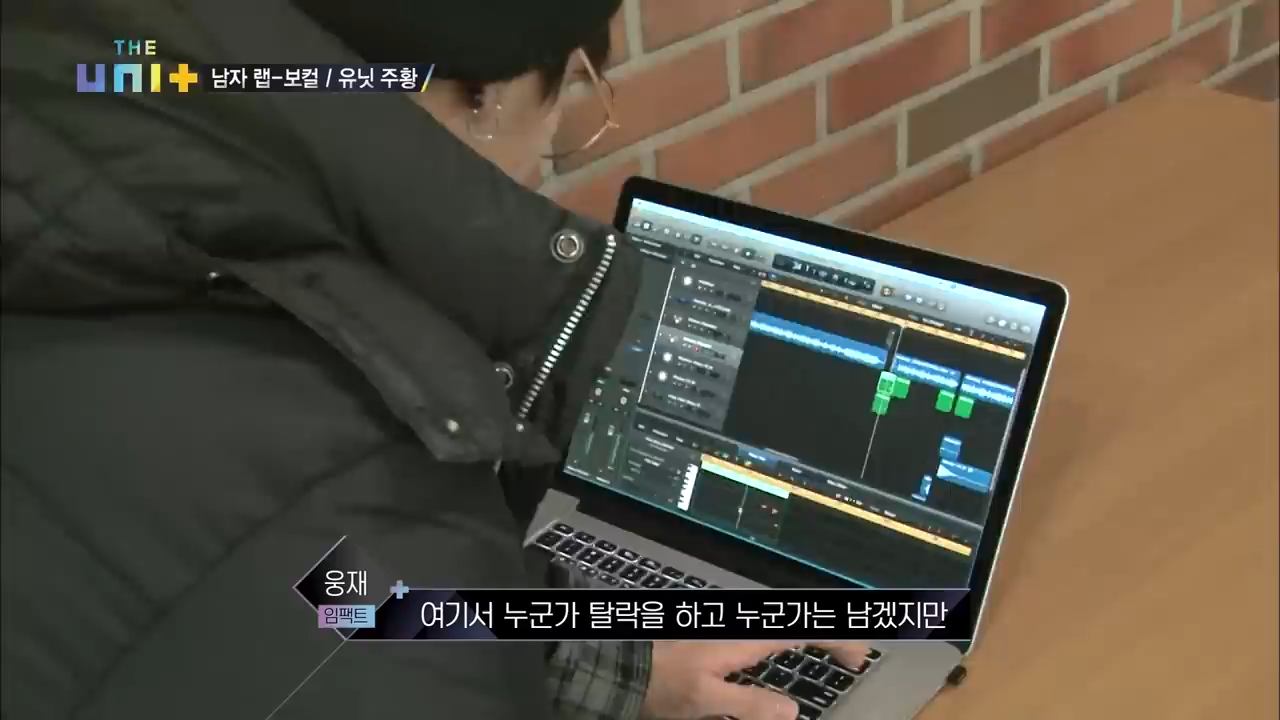 THE
UNI+ 남자 랩-보컬 / 유닛 주황
웅재
임팩트
여기서 누군가 탈락을 하고 누군가는 남겠지만